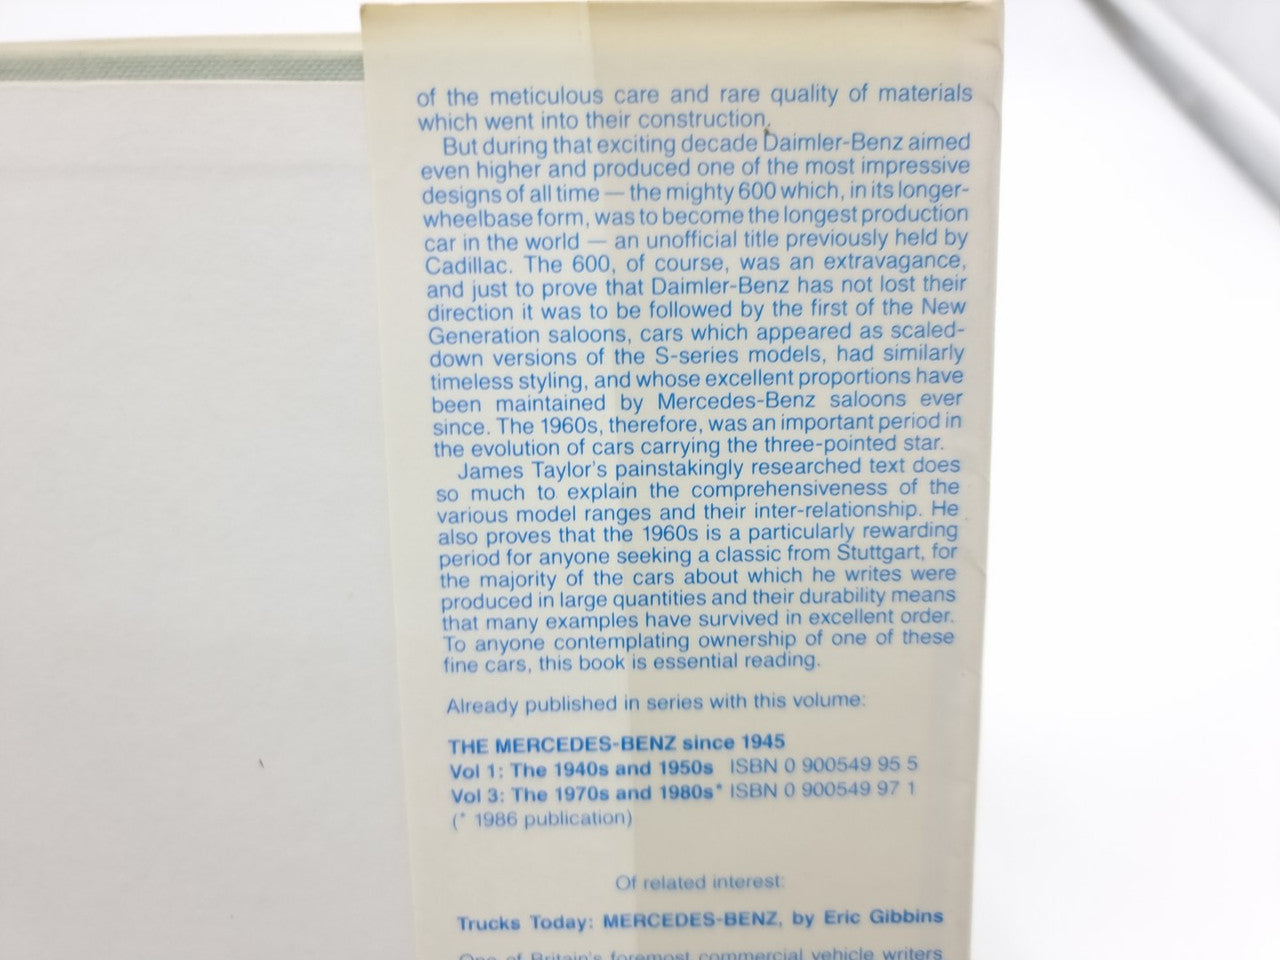 of the meticulous care and rare quality of materials
which went into their construction.
But during that exciting decade Daimler-Benz aimed
even higher and produced one of the most impressive
designs of all time — the mighty 600 which, in its longer-
wheelbase form, was to become the longest production
car in the world — an unofficial title previously held by
Cadillac. The 600, of course, was an extravagance,
and just to prove that Daimler-Benz has not lost their
direction it was to be followed by the first of the New
Generation saloons, cars which appeared as scaled-
down versions of the S-series models, had similarly
timeless styling, and whose excellent proportions have
been maintained by Mercedes-Benz saloons ever
since. The 1960s, therefore, was an important period in
the evolution of cars carrying the three-pointed star.
James Taylor's painstakingly researched text does
so much to explain the comprehensiveness of the
various model ranges and their inter-relationship. He
also proves that the 1960s is a particularly rewarding
period for anyone seeking a classic from Stuttgart, for
the majority of the cars about which he writes were
produced in large quantities and their durability means
that many examples have survived in excellent order.
To anyone contemplating ownership of one of these
fine cars, this book is essential reading.
Already published in series with this volume:
THE MERCEDES-BENZ since 1945
Vol 1: The 1940s and 1950s ISBN 0 900549 95 5
Vol 3: The 1970s and 1980s* ISBN 0 900549 97 1
(* 1986 publication)
Of related interest:
Trucks Today: MERCEDES-BENZ, by Eric Gibbins
One of Britain's foremost commercial vehicle writers